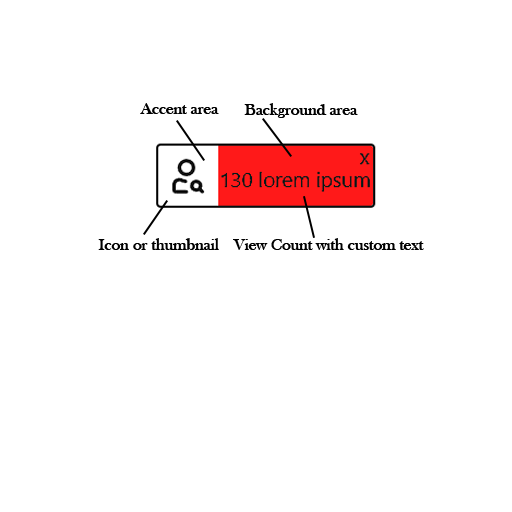 Accent area
Background area
x
130 lorem ipsum
Icon or thumbnail
View Count with custom text